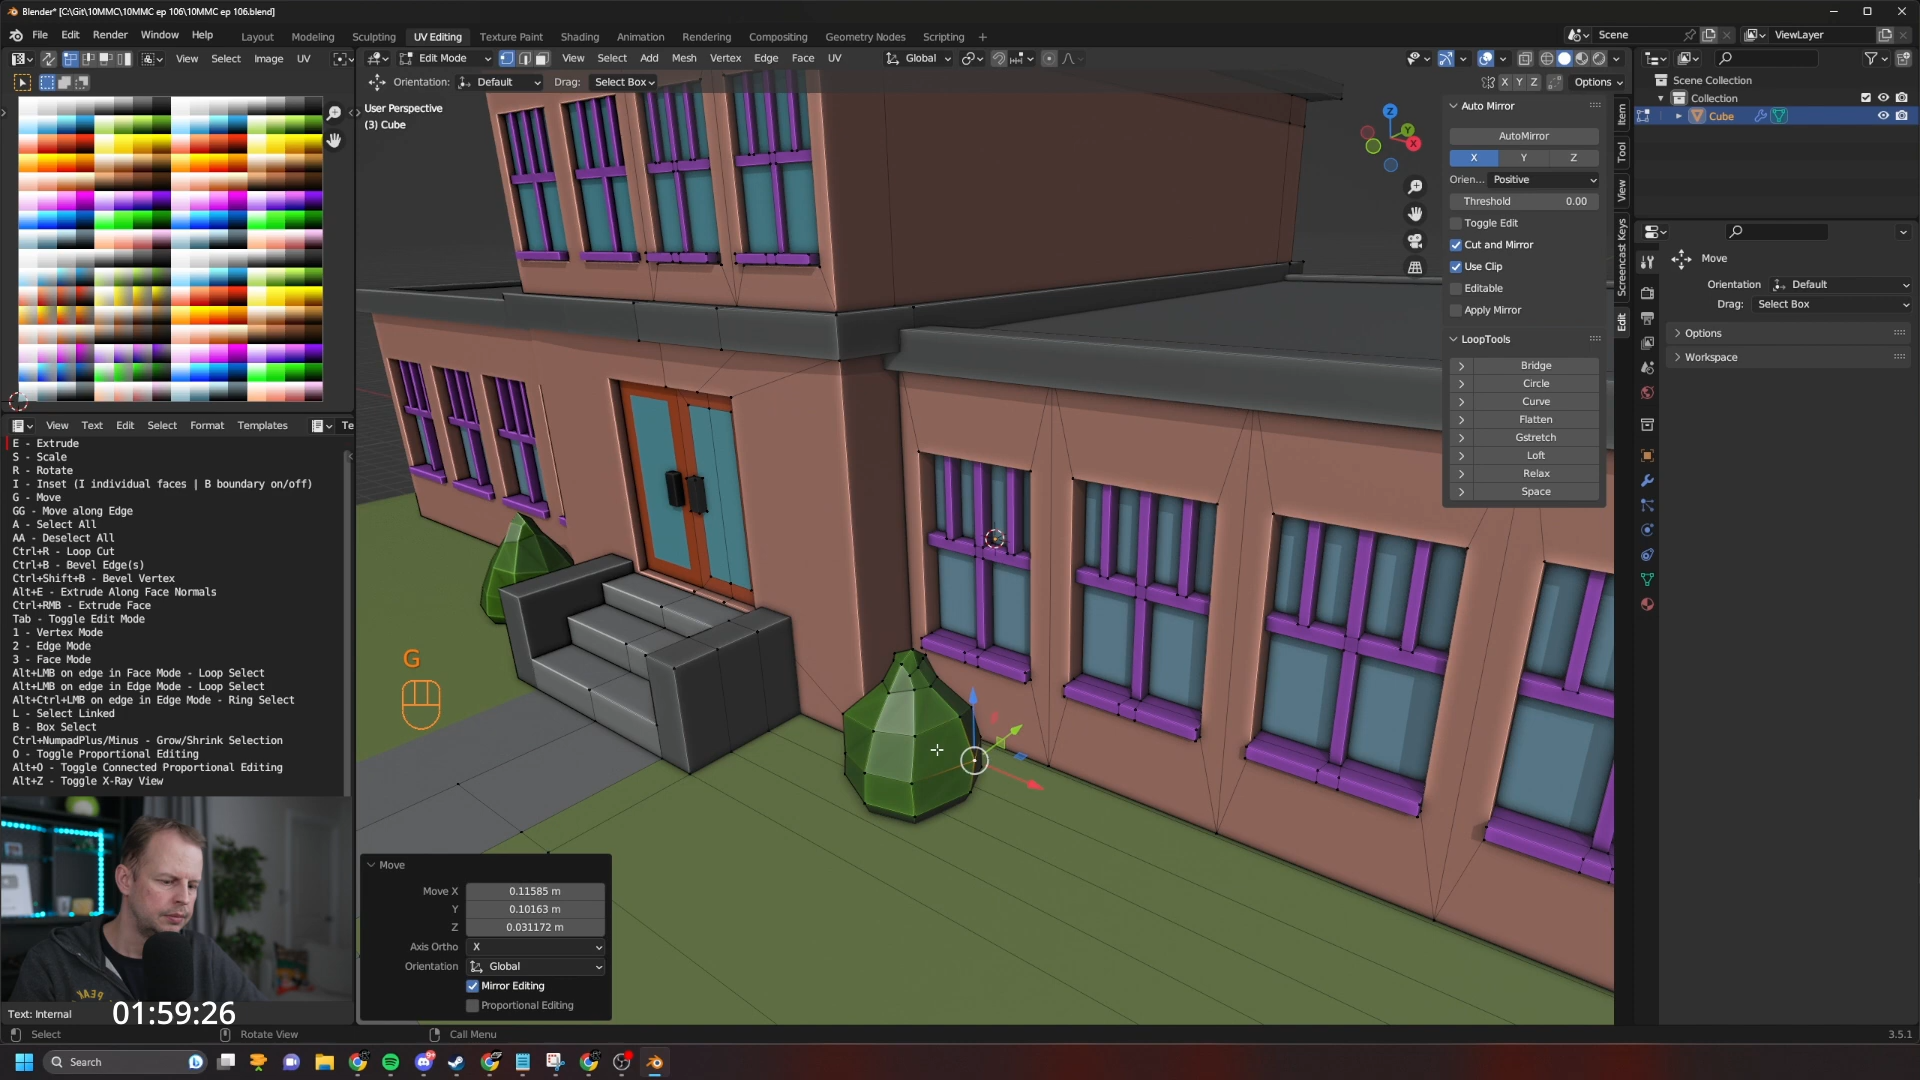 Blender* [C:\Git\10MMC\10MMC ep 106\10MMC ep 106.blend]
File Edit Render Window Help Layout Modeling Sculpting UV Editing Texture Paint Shading Animation Rendering Compositing Geometry Nodes Scripting Scene ViewLayer
View Select Image UV Edit Mode View Select Add Mesh Vertex Edge Face UV Global
Orientation: Default Drag: Select Box X Y Z Options
Scene Collection
Collection
Cube
User Perspective
(3) Cube
Z
Y
X
Auto Mirror
AutoMirror
X Y Z
Orien... Positive
Threshold 0.00
Toggle Edit
Cut and Mirror
Use Clip
Editable
Apply Mirror
LoopTools
Bridge
Circle
Curve
Flatten
Gstretch
Loft
Relax
Space
Item
Tool
View
Screencast Keys
Edit
Move
Orientation Default
Drag: Select Box
Options
Workspace
View Text Edit Select Format Templates Te
E - Extrude
S - Scale
R - Rotate
I - Inset (I individual faces | B boundary on/off)
G - Move
GG - Move along Edge
A - Select All
AA - Deselect All
Ctrl+R - Loop Cut
Ctrl+B - Bevel Edge(s)
Ctrl+Shift+B - Bevel Vertex
Alt+E - Extrude Along Face Normals
Ctrl+RMB - Extrude Face
Tab - Toggle Edit Mode
1 - Vertex Mode
2 - Edge Mode
3 - Face Mode
Alt+LMB on edge in Face Mode - Loop Select
Alt+LMB on edge in Edge Mode - Loop Select
Alt+Ctrl+LMB on edge in Edge Mode - Ring Select
L - Select Linked
B - Box Select
Ctrl+NumpadPlus/Minus - Grow/Shrink Selection
O - Toggle Proportional Editing
Alt+O - Toggle Connected Proportional Editing
Alt+Z - Toggle X-Ray View
G
Move
Move X 0.11585 m
Y 0.10163 m
Z 0.031172 m
Axis Ortho X
Orientation Global
Mirror Editing
Proportional Editing
PEAK
Text: Internal
01:59:26
Select Rotate View Call Menu 3.5.1
Search